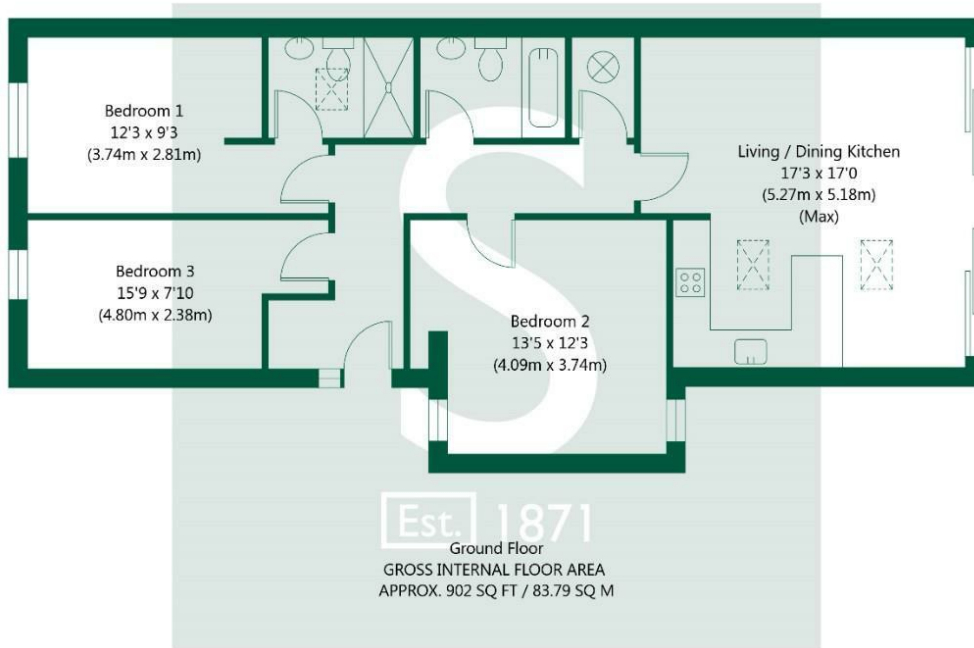 Bedroom 1
12'3 x 9'3
(3.74m x 2.81m)
Living / Dining Kitchen
17'3 x 17'0
(5.27m x 5.18m)
(Max)
Bedroom 3
15'9 x 7'10
(4.80m x 2.38m)
Bedroom 2
13'5 x 12'3
(4.09m x 3.74m)
S
Est. 1871
Ground Floor
GROSS INTERNAL FLOOR AREA
APPROX. 902 SQ FT / 83.79 SQ M